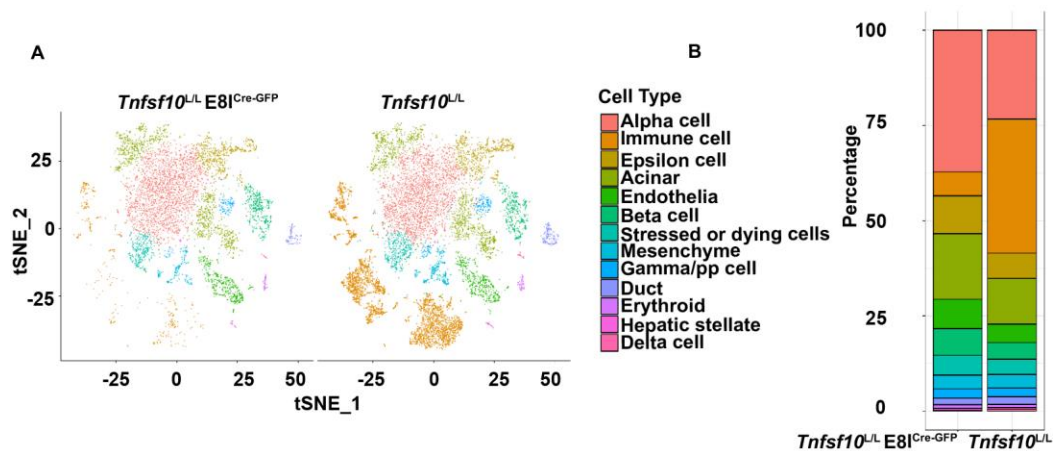 A
B
Tnfsf10L/L E8ICre-GFP
Tnfsf10L/L
25
0
-25
tSNE_2
-25
0
25
50
-25
0
25
50
tSNE_1
Cell Type
Alpha cell
Immune cell
Epsilon cell
Acinar
Endothelia
Beta cell
Stressed or dying cells
Mesenchyme
Gamma/pp cell
Duct
Erythroid
Hepatic stellate
Delta cell
100
75
50
25
0
Percentage
Tnfsf10L/L E8ICre-GFP
Tnfsf10L/L